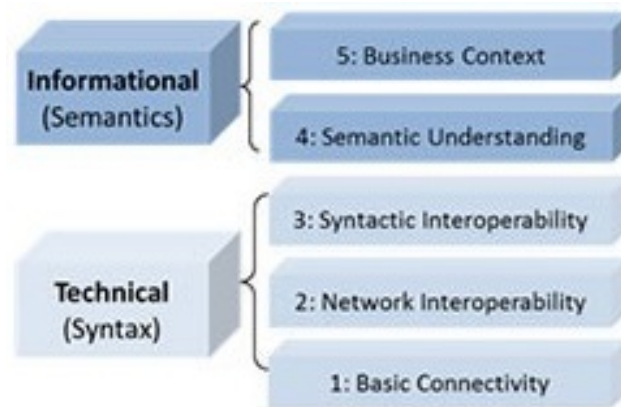 Informational
(Semantics)
5: Business Context
4: Semantic Understanding
Technical
(Syntax)
3: Syntactic Interoperability
2: Network Interoperability
1: Basic Connectivity